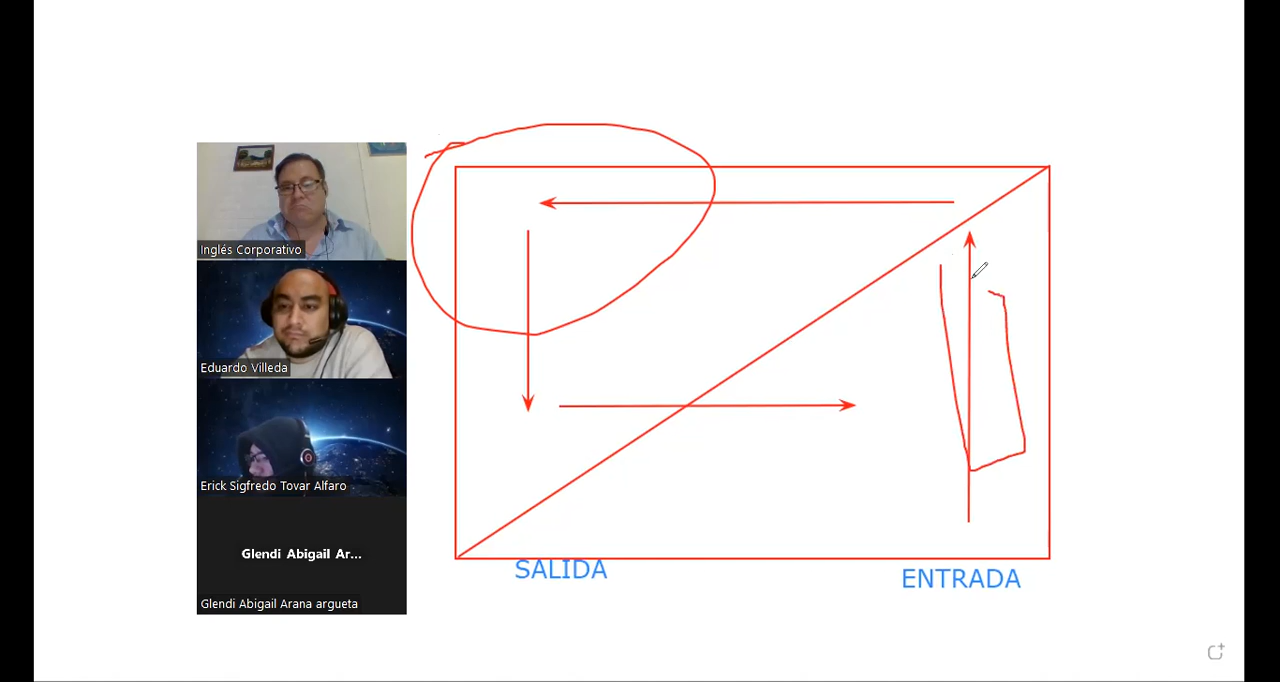 Inglés Corporativo
Eduardo Villeda
Erick Sigfredo Tovar Alfaro
Glendi Abigail Ar...
Glendi Abigail Arana argueta
SALIDA
ENTRADA